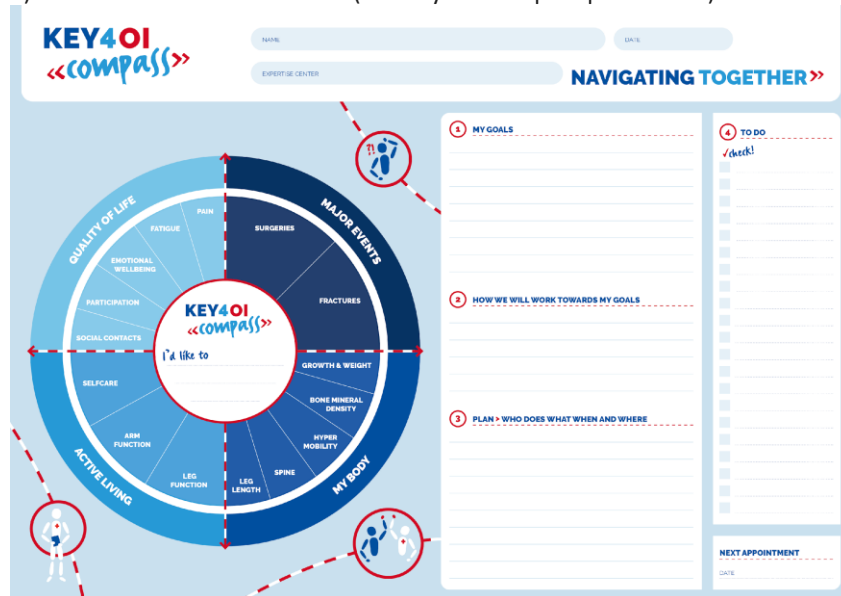 KEY4OI
«compass»
NAME
DATE
EXPERTISE CENTER
NAVIGATING TOGETHER»
?!
QUALITY OF LIFE
PAIN
FATIGUE
EMOTIONAL
WELLBEING
PARTICIPATION
SOCIAL CONTACTS
MAJOR EVENTS
SURGERIES
FRACTURES
KEY4OI
«compass»
I'd like to
SELFCARE
ARM
FUNCTION
LEG
FUNCTION
ACTIVE LIVING
GROWTH & WEIGHT
BONE MINERAL
DENSITY
HYPER
MOBILITY
SPINE
LEG
LENGTH
MY BODY
1 MY GOALS
2 HOW WE WILL WORK TOWARDS MY GOALS
3 PLAN > WHO DOES WHAT WHEN AND WHERE
4 TO DO
✓check!
NEXT APPOINTMENT
DATE